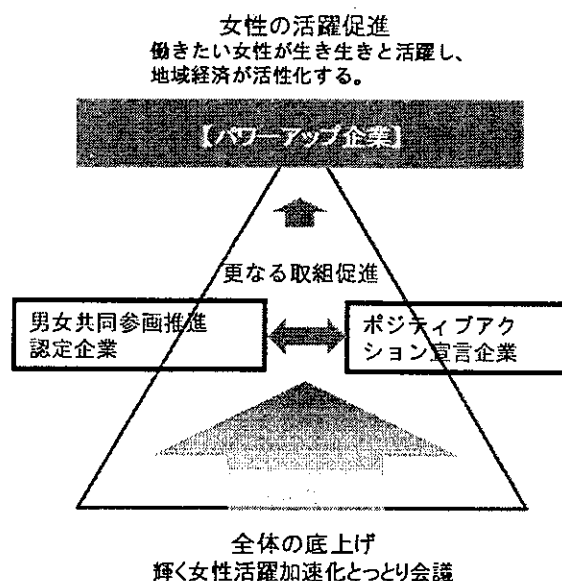 女性の活躍促進
働きたい女性が生き生きと活躍し、
地域経済が活性化する。
【パワーアップ企業】
更なる取組促進
男女共同参画推進
認定企業
ポジティブアク
ション宣言企業
全体の底上げ
輝く女性活躍加速化とっとり会議